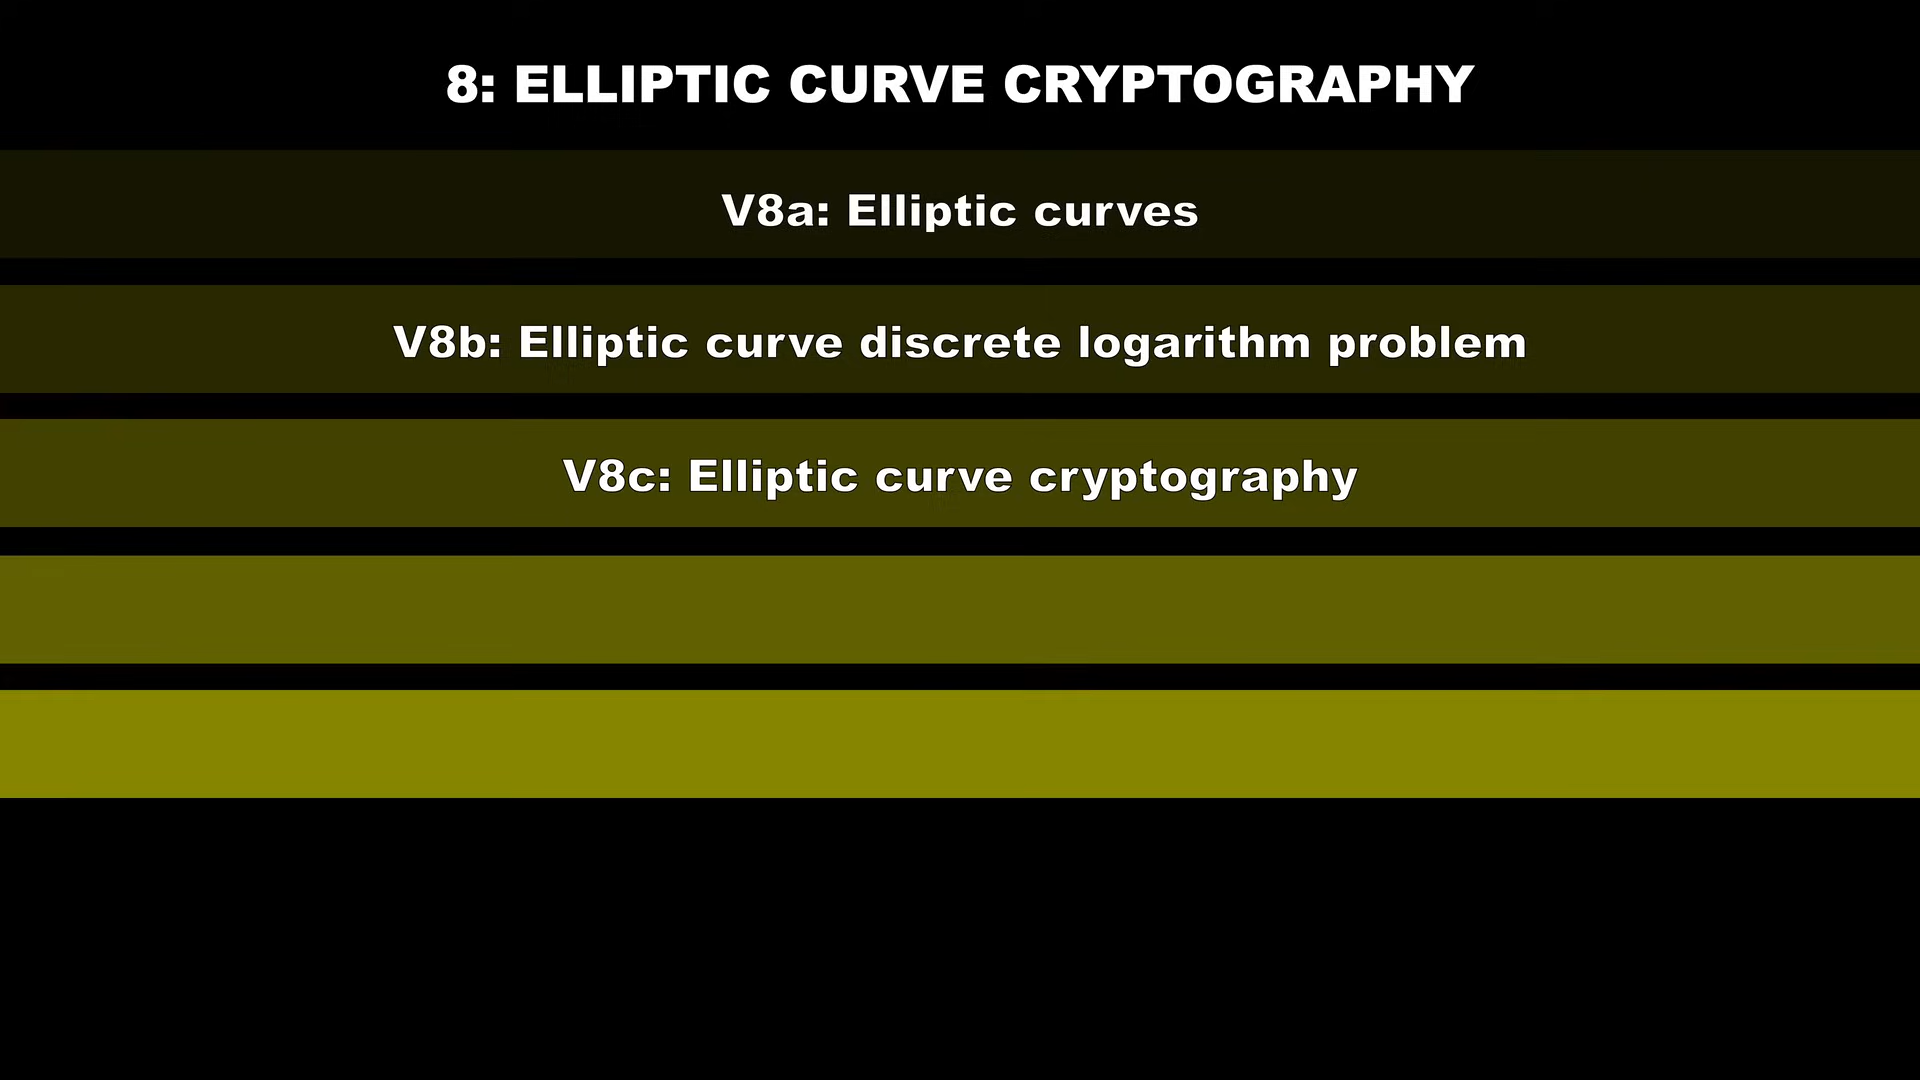 8: ELLIPTIC CURVE CRYPTOGRAPHY
V8a: Elliptic curves
V8b: Elliptic curve discrete logarithm problem
V8c: Elliptic curve cryptography